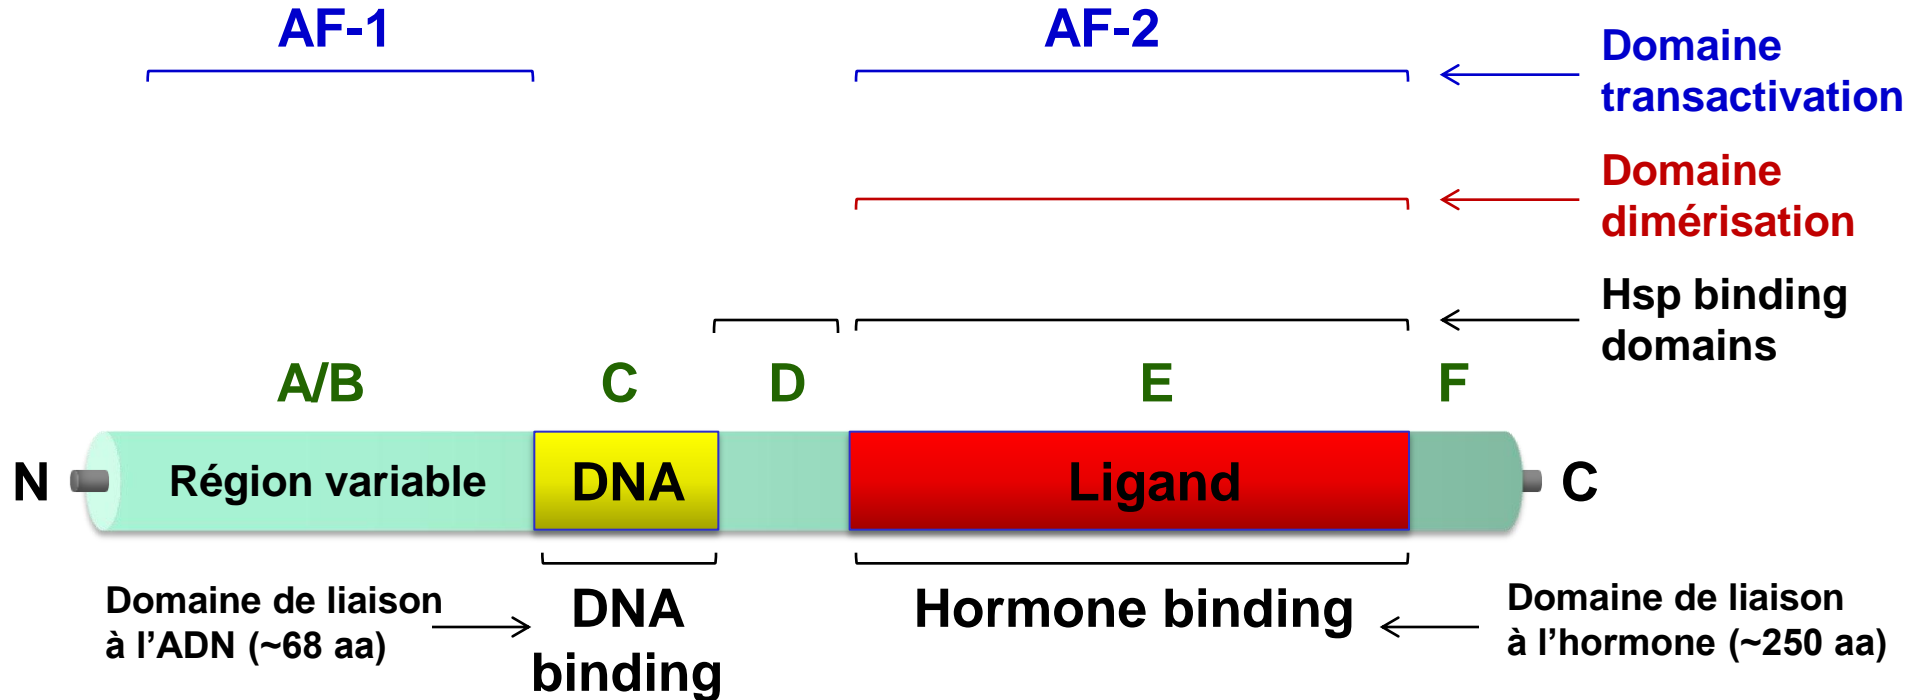 AF-1
AF-2
Domaine
transactivation
Domaine
dimérisation
Hsp binding
domains
A/B
C
D
E
F
N
Région variable
DNA
Ligand
C
Domaine de liaison
à l’ADN (~68 aa)
DNA
binding
Hormone binding
Domaine de liaison
à l’hormone (~250 aa)